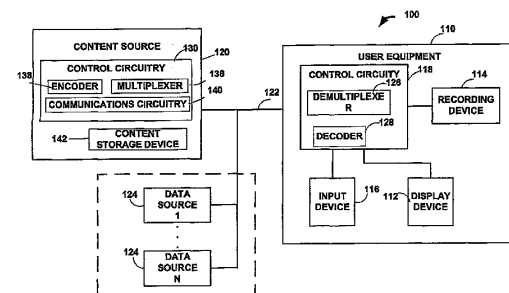 100
110
CONTENT SOURCE
130
120
CONTROL CIRCUITRY
138
ENCODER
MULTIPLEXER
136
COMMUNICATIONS CIRCUITRY
140
142
CONTENT
STORAGE DEVICE
122
USER EQUIPMENT
CONTROL CIRCUITY
118
126
DEMULTIPLEXE
R
128
DECODER
114
RECORDING
DEVICE
INPUT
DEVICE
116
112
DISPLAY
DEVICE
124
DATA
SOURCE
1
124
DATA
SOURCE
N